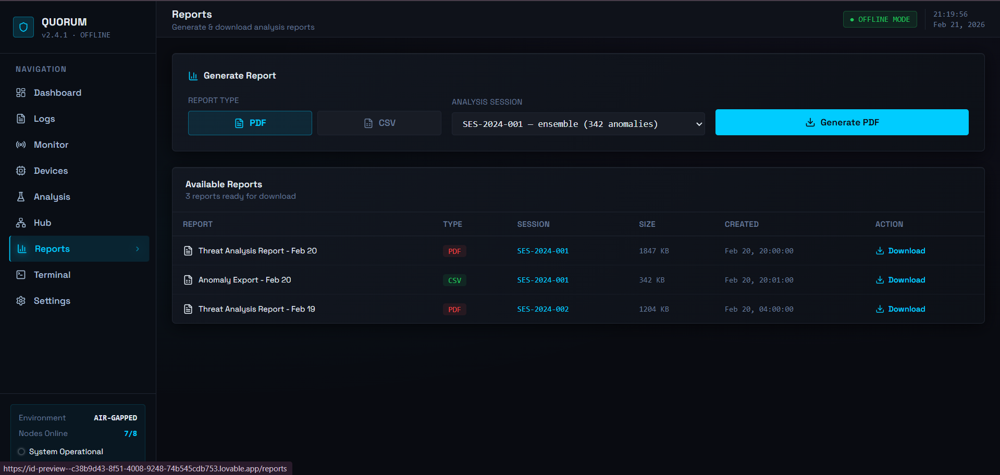 QUORUM
v2.4.1 · OFFLINE
NAVIGATION
Dashboard
Logs
Monitor
Devices
Analysis
Hub
Reports
Terminal
Settings
Environment AIR-GAPPED
Nodes Online 7/8
System Operational
https://id-preview--c38b9d43-8f51-4008-9248-74b545cdb753.lovable.app/reports
Reports
Generate & download analysis reports
OFFLINE MODE
21:19:56
Feb 21, 2026
Generate Report
REPORT TYPE
PDF
CSV
ANALYSIS SESSION
SES-2024-001 — ensemble (342 anomalies)
Generate PDF
Available Reports
3 reports ready for download
REPORT TYPE SESSION SIZE CREATED ACTION
Threat Analysis Report - Feb 20 PDF SES-2024-001 1847 KB Feb 20, 20:00:00 Download
Anomaly Export - Feb 20 CSV SES-2024-001 342 KB Feb 20, 20:01:00 Download
Threat Analysis Report - Feb 19 PDF SES-2024-002 1204 KB Feb 20, 04:00:00 Download